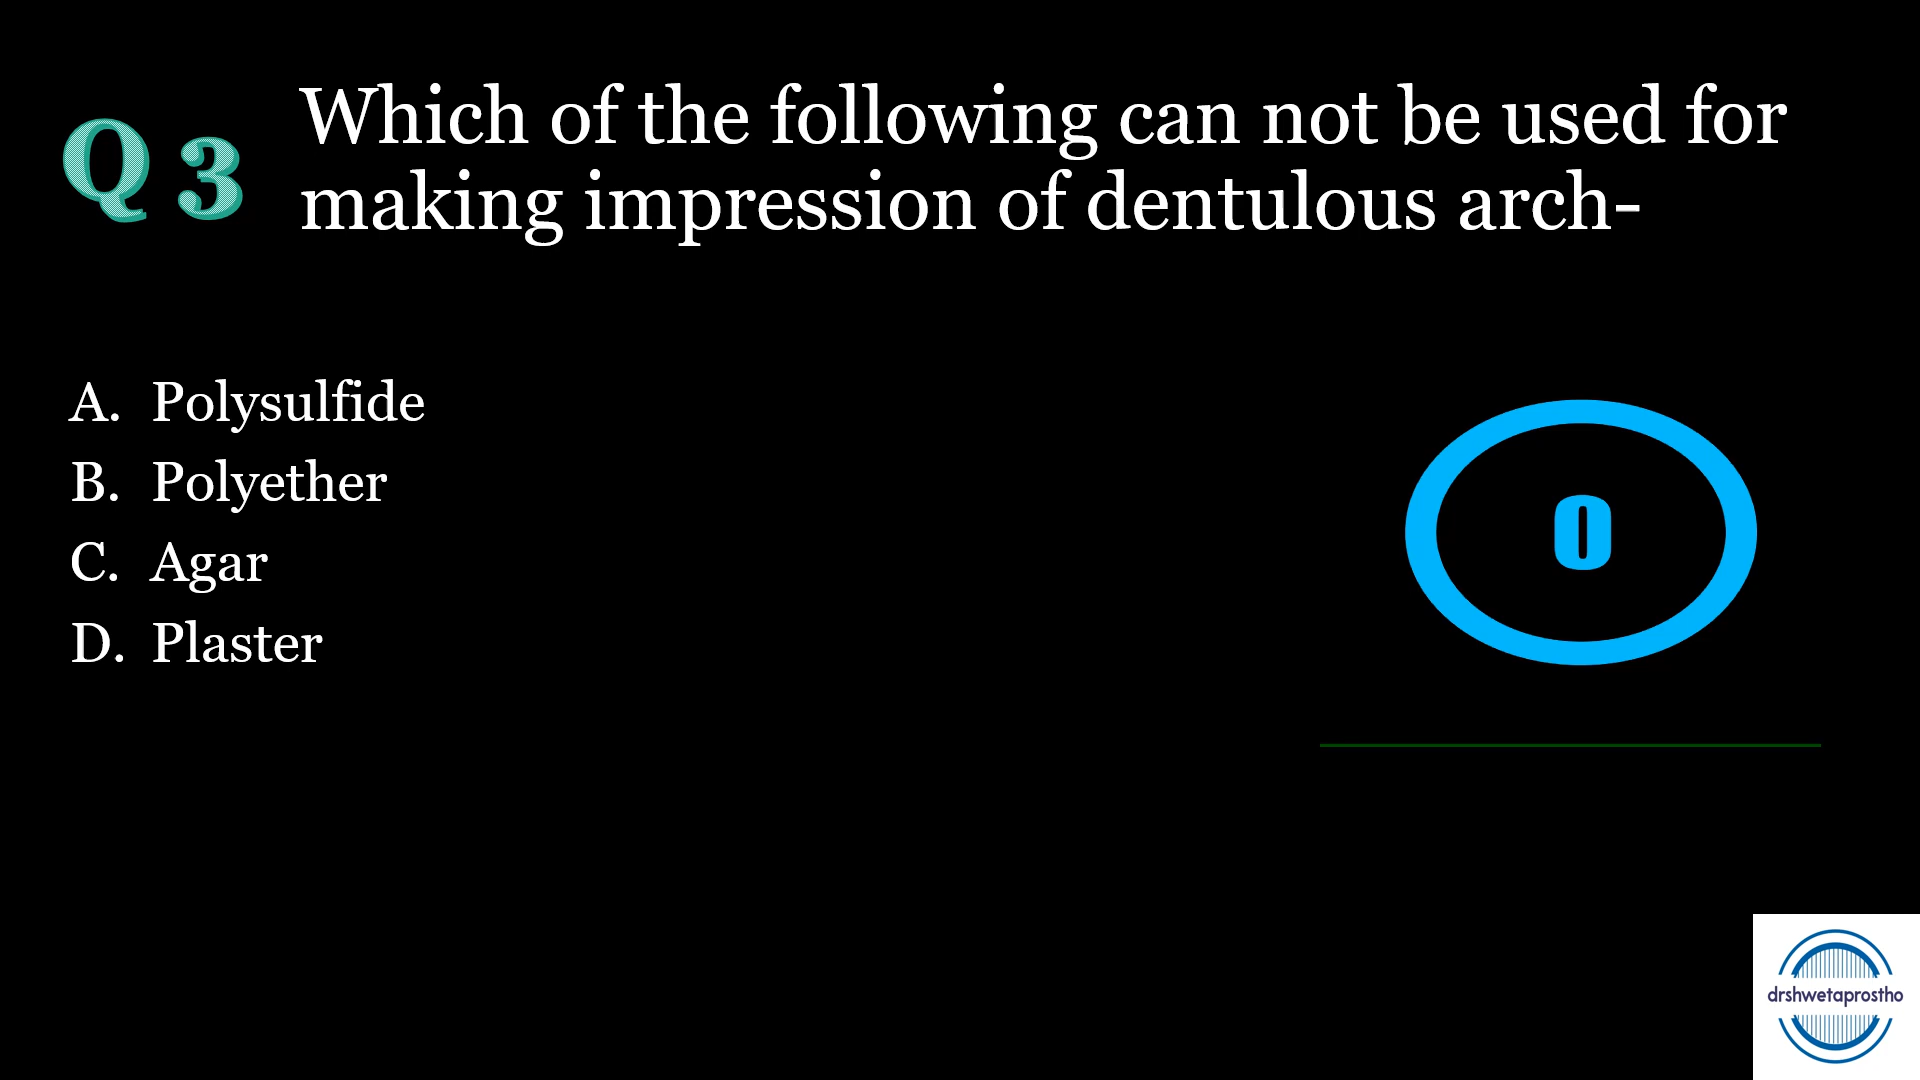 Q 3
Which of the following can not be used for
making impression of dentulous arch-
A. Polysulfide
B. Polyether
C. Agar
D. Plaster
0
drshwetaprostho